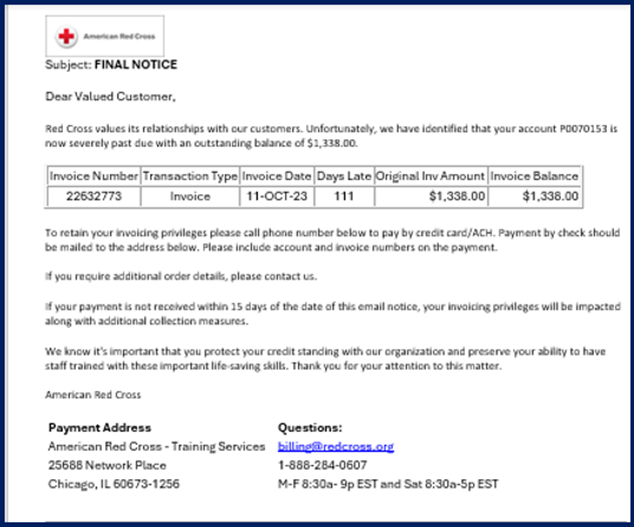 American Red Cross
Subject: FINAL NOTICE
Dear Valued Customer,
Red Cross values its relationships with our customers. Unfortunately, we have identified that your account P0070153 is
now severely past due with an outstanding balance of $1,338.00.
Invoice Number Transaction Type Invoice Date Days Late Original Inv Amount Invoice Balance
22632773 Invoice 11-OCT-23 111 $1,338.00 $1,338.00
To retain your invoicing privileges please call phone number below to pay by credit card/ACH. Payment by check should
be mailed to the address below. Please include account and invoice numbers on the payment.
If you require additional order details, please contact us.
If your payment is not received within 15 days of the date of this email notice, your invoicing privileges will be impacted
along with additional collection measures.
We know it's important that you protect your credit standing with our organization and preserve your ability to have
staff trained with these important life-saving skills. Thank you for your attention to this matter.
American Red Cross
Payment Address Questions:
American Red Cross - Training Services billing@redcross.org
25688 Network Place 1-888-284-0607
Chicago, IL 60673-1256 M-F 8:30a- 9p EST and Sat 8:30a-5p EST